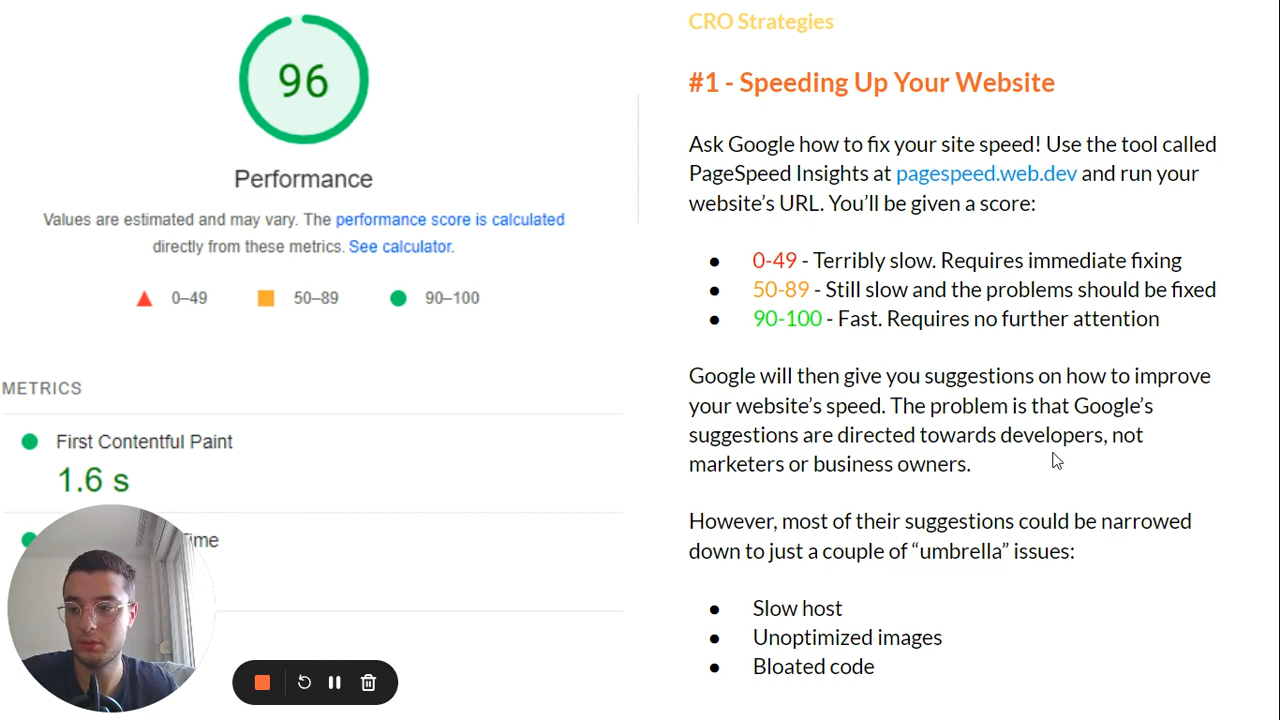 96
Performance
Values are estimated and may vary. The performance score is calculated
directly from these metrics. See calculator.
0–49
50–89
90–100
METRICS
First Contentful Paint
1.6 s
CRO Strategies
#1 - Speeding Up Your Website
Ask Google how to fix your site speed! Use the tool called
PageSpeed Insights at pagespeed.web.dev and run your
website’s URL. You’ll be given a score:
● 0-49 - Terribly slow. Requires immediate fixing
● 50-89 - Still slow and the problems should be fixed
● 90-100 - Fast. Requires no further attention
Google will then give you suggestions on how to improve
your website’s speed. The problem is that Google’s
suggestions are directed towards developers, not
marketers or business owners.
However, most of their suggestions could be narrowed
down to just a couple of “umbrella” issues:
● Slow host
● Unoptimized images
● Bloated code